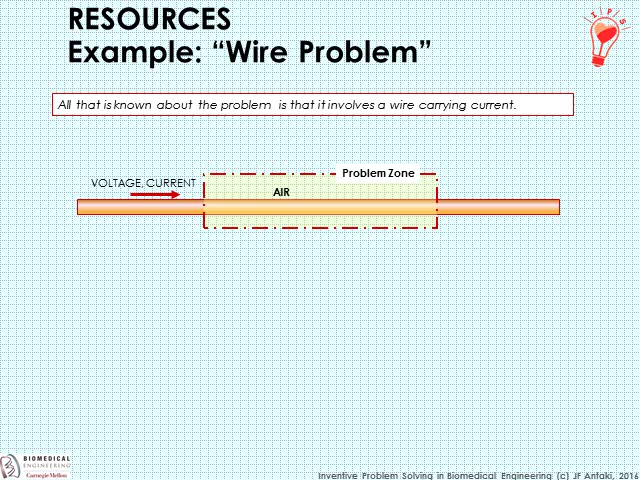 RESOURCES
Example: “Wire Problem”
I P S
All that is known about the problem is that it involves a wire carrying current.
Problem Zone
VOLTAGE, CURRENT
AIR
BIOMEDICAL
ENGINEERING
Carnegie Mellon
Inventive Problem Solving in Biomedical Engineering (c) JF Antaki, 2016